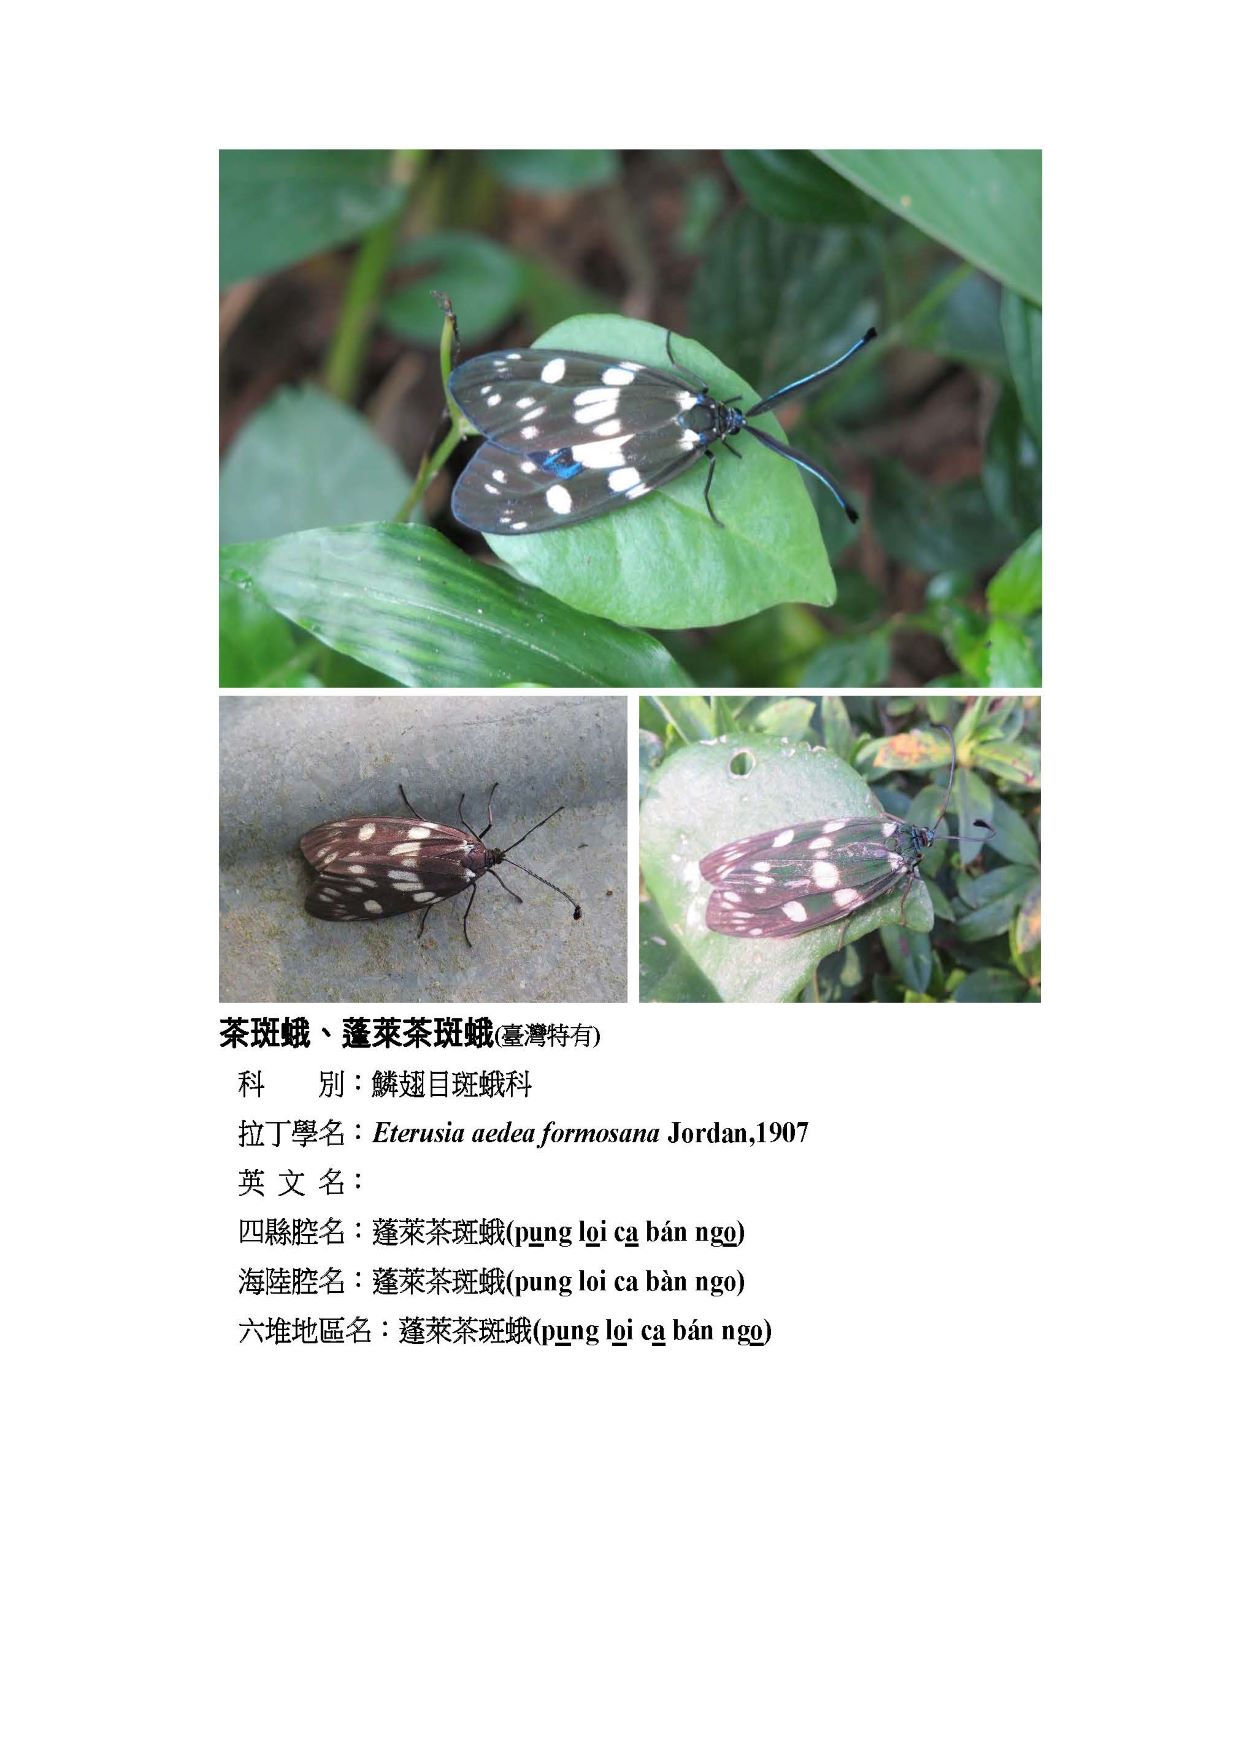 茶斑蛾、蓬萊茶斑蛾(臺灣特有)
科　　別：鱗翅目斑蛾科
拉丁學名：Eterusia aedea formosana Jordan,1907
英 文 名：
四縣腔名：蓬萊茶斑蛾(pung loi ca bán ngo)
海陸腔名：蓬萊茶斑蛾(pung loi ca bàn ngo)
六堆地區名：蓬萊茶斑蛾(pung loi ca bán ngo)